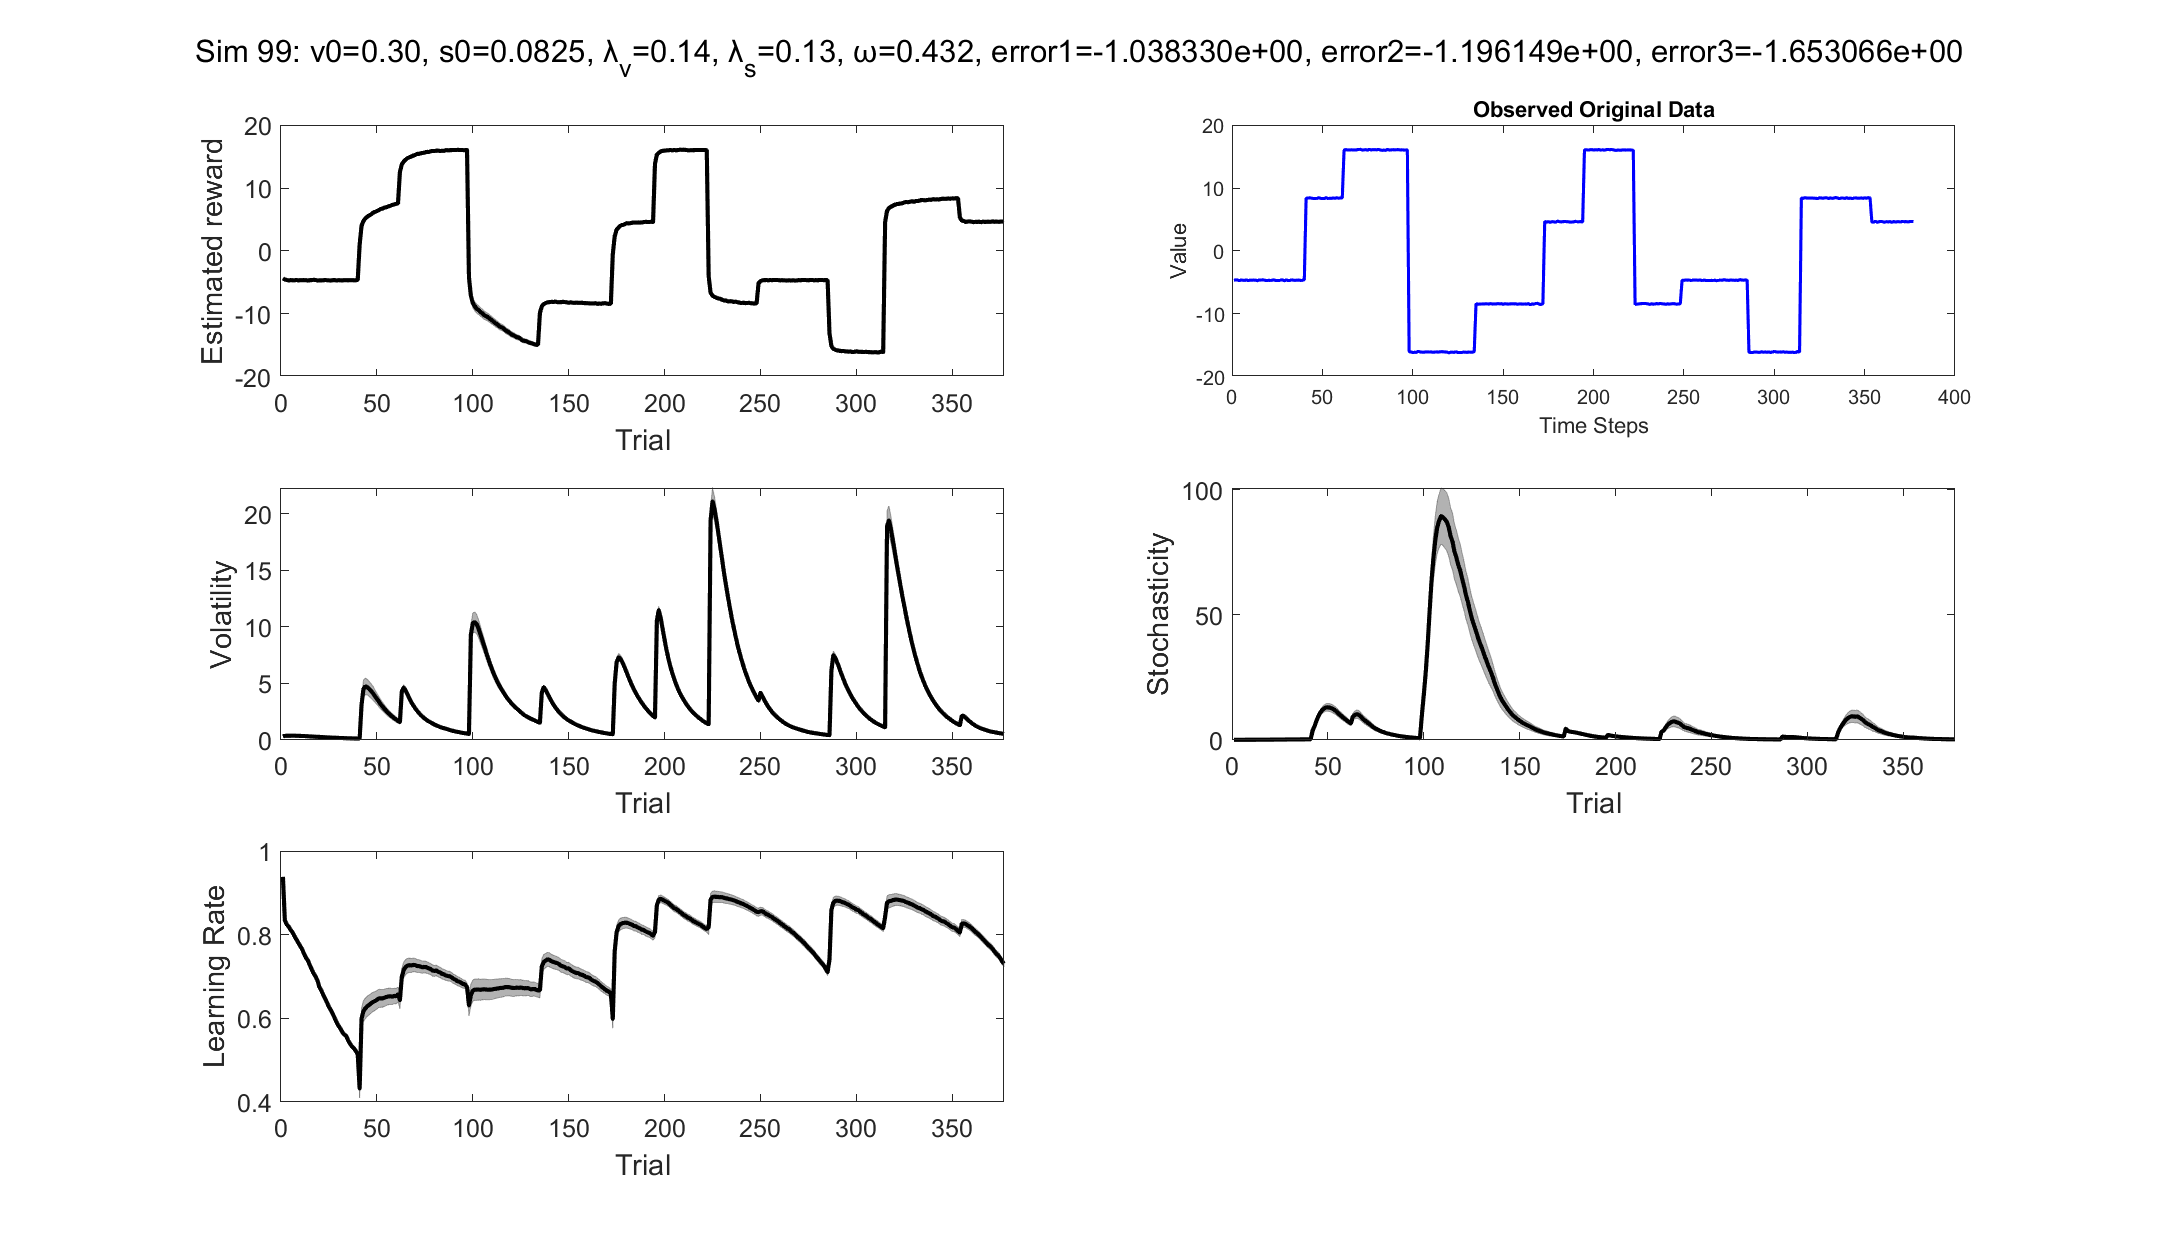 Sim 99: v0=0.30, s0=0.0825, λv=0.14, λs=0.13, ω=0.432, error1=-1.038330e+00, error2=-1.196149e+00, error3=-1.653066e+00
Estimated reward
20
10
0
-10
-20
0 50 100 150 200 250 300 350
Trial
Observed Original Data
Value
20
10
0
-10
-20
0 50 100 150 200 250 300 350 400
Time Steps
Volatility
20
15
10
5
0
0 50 100 150 200 250 300 350
Trial
Stochasticity
100
50
0
0 50 100 150 200 250 300 350
Trial
Learning Rate
1
0.8
0.6
0.4
0 50 100 150 200 250 300 350
Trial